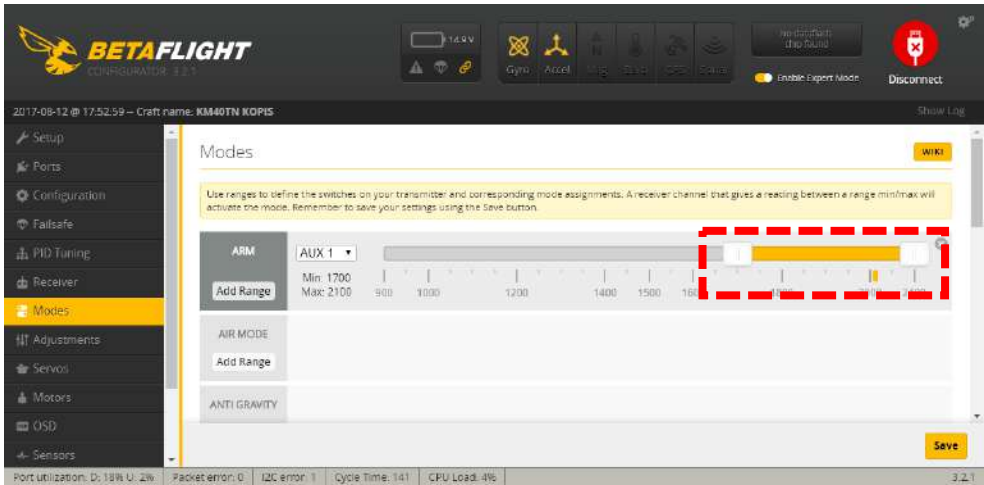 BETAFLIGHT
CONFIGURATOR 3.2.1
14.9 V
Gyro Accel
No dataflash
chip found
Enable Expert Mode
Disconnect
2017-08-12 @ 17:52:59 -- Craft name: KM40TN KOPIS
Show Log
Setup
Ports
Configuration
Failsafe
PID Tuning
Receiver
Modes
Adjustments
Servos
Motors
OSD
Sensors
Modes
WIKI
Use ranges to define the switches on your transmitter and corresponding mode assignments. A receiver channel that gives a reading between a range min/max will
activate the mode. Remember to save your settings using the Save button.
ARM
AUX 1
Add Range
Min: 1700
Max: 2100
900 1000 1200 1400 1500
AIR MODE
Add Range
ANTI GRAVITY
Save
Port utilization: D: 18% U: 2% Packet error: 0 I2C error: 1 Cycle Time: 141 CPU Load: 4% 3.2.1